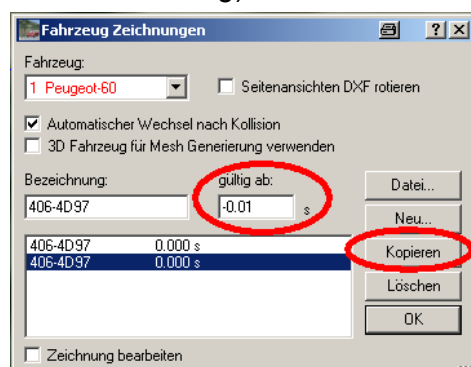 Fahrzeug Zeichnungen
Fahrzeug:
1 Peugeot-60
Seitenansichten DXF rotieren
Automatischer Wechsel nach Kollision
3D Fahrzeug für Mesh Generierung verwenden
Bezeichnung:
gültig ab:
Datei...
406-4D97
-0.01 s
Neu...
406-4D97 0.000 s
406-4D97 0.000 s
Kopieren
Löschen
OK
Zeichnung bearbeiten